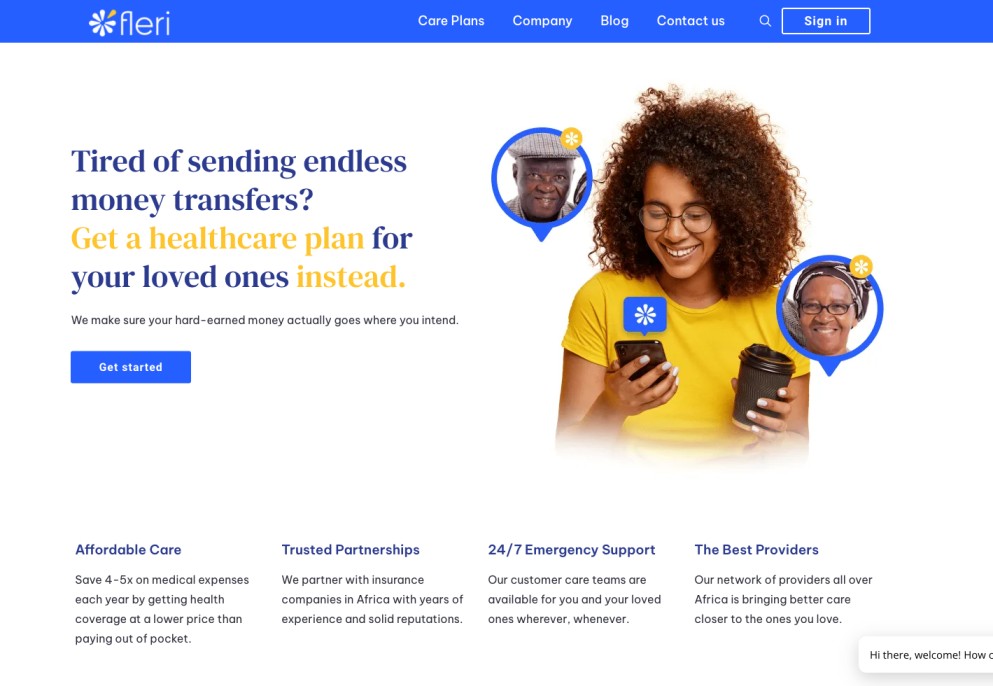 fleri
Care Plans
Company
Blog
Contact us
Sign in
Tired of sending endless
money transfers?
Get a healthcare plan for
your loved ones instead.
We make sure your hard-earned money actually goes where you intend.
Get started
Affordable Care
Save 4-5x on medical expenses
each year by getting health
coverage at a lower price than
paying out of pocket.
Trusted Partnerships
We partner with insurance
companies in Africa with years of
experience and solid reputations.
24/7 Emergency Support
Our customer care teams are
available for you and your loved
ones wherever, whenever.
The Best Providers
Our network of providers all over
Africa is bringing better care
closer to the ones you love.
Hi there, welcome! How